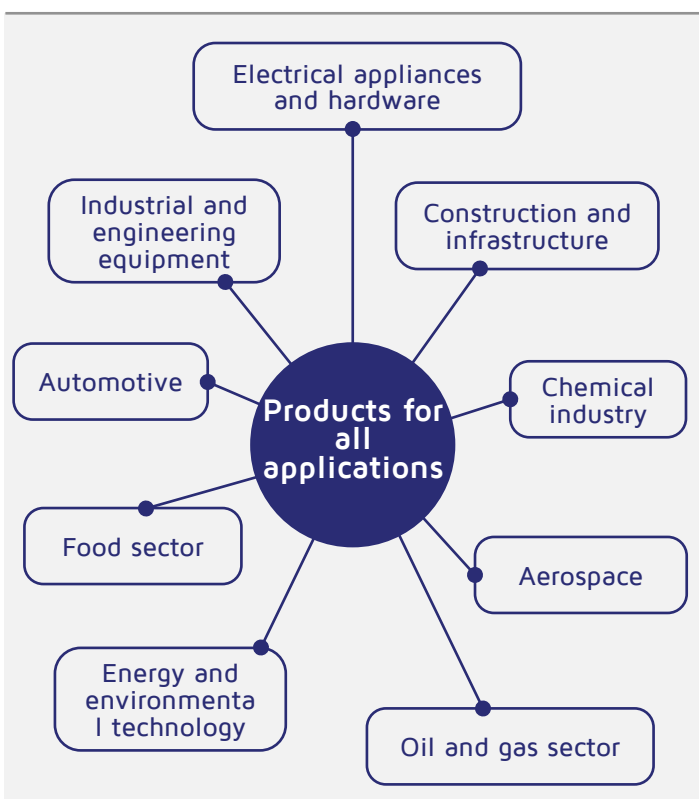 Electrical appliances
and hardware
Industrial and
engineering
equipment
Construction and
infrastructure
Automotive
Chemical
industry
Products for
all
applications
Food sector
Aerospace
Energy and
environmenta
l technology
Oil and gas sector